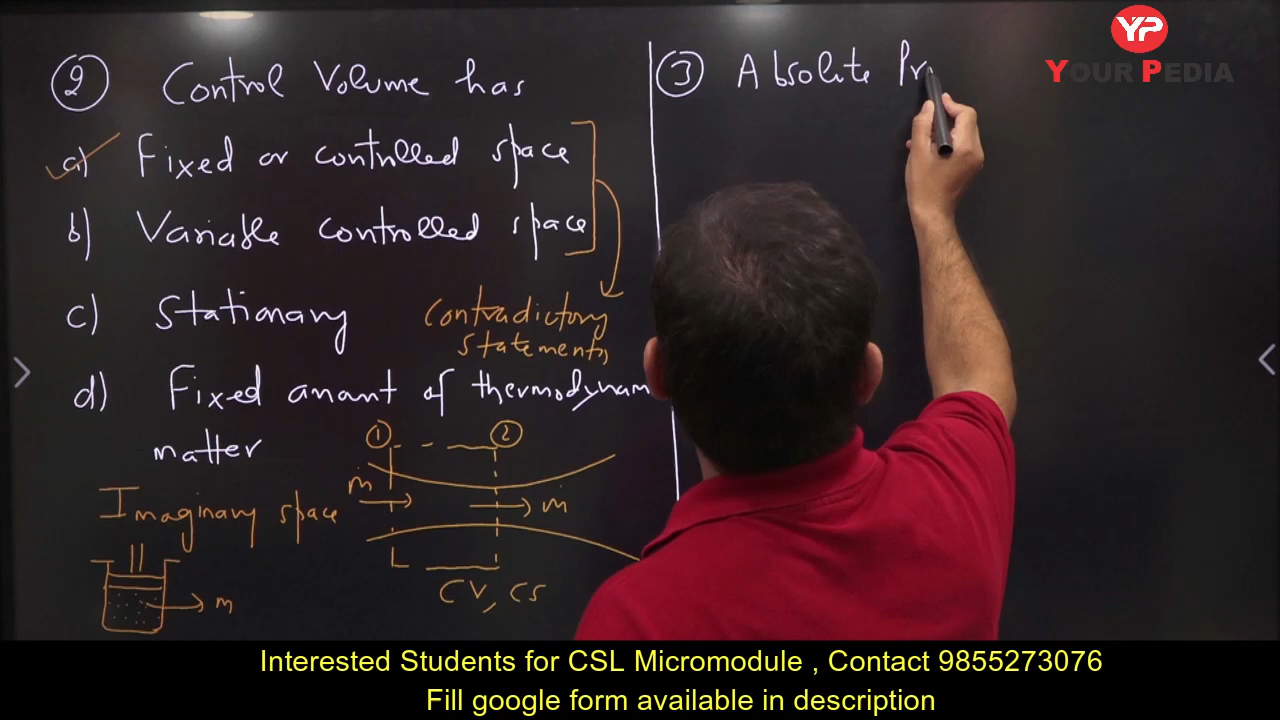 ② Control Volume has
a) Fixed or controlled space
b) Variable controlled space
c) Stationary
Contradictory
statements
d) Fixed amant of thermodynam
matter
① ②
Imaginary space
ṁ ṁ
m
CV, CS
③ Absolute Pr
YP
YOUR PEDIA
Interested Students for CSL Micromodule , Contact 9855273076
Fill google form available in description